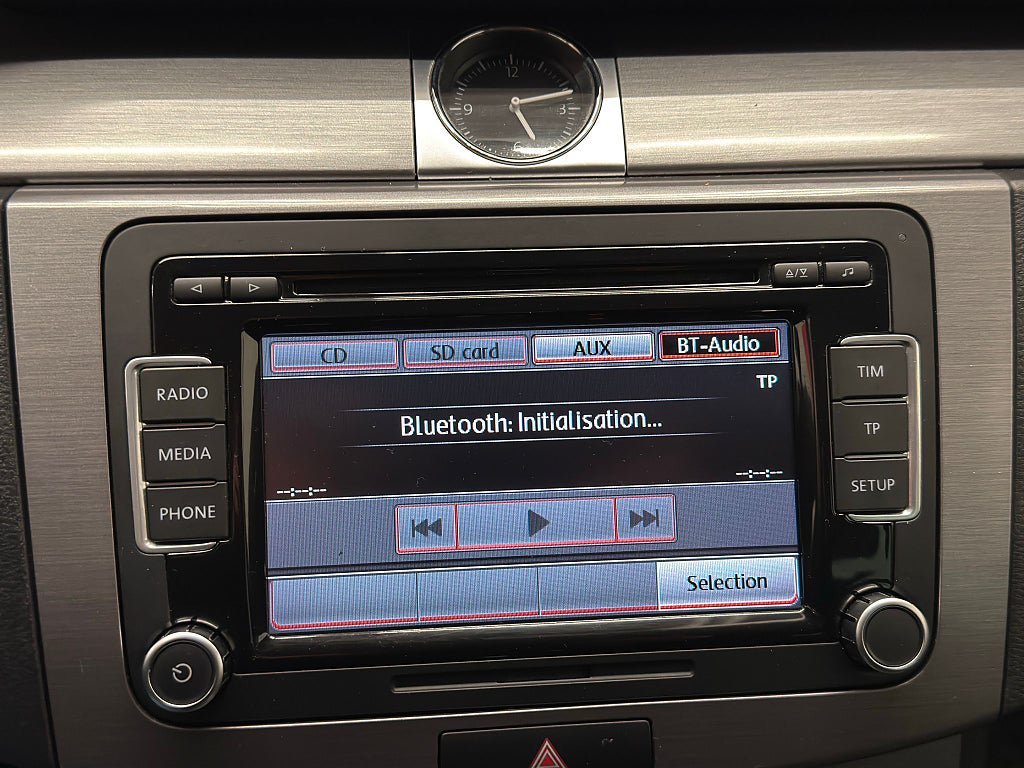 12
9 3
6
CD SD card AUX BT-Audio
TP
Bluetooth: Initialisation...
--:--:-- --:--:--
Selection
RADIO
MEDIA
PHONE
TIM
TP
SETUP